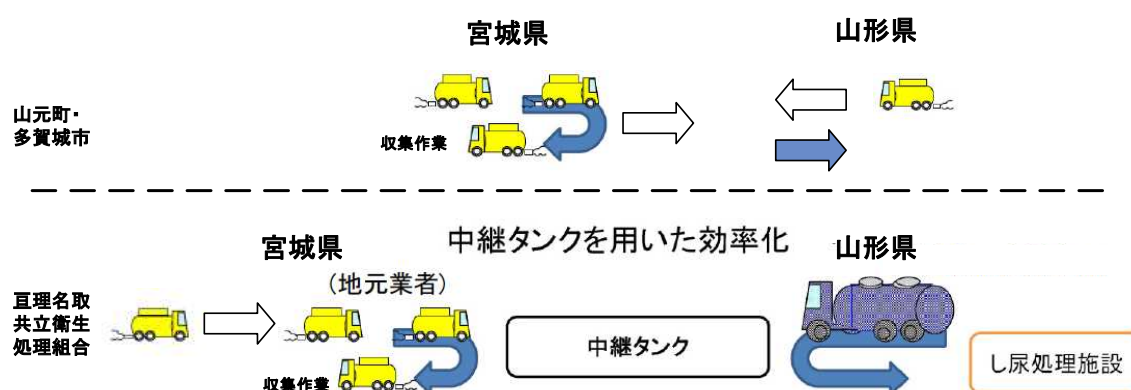 宮城県
山形県
山元町・
多賀城市
収集作業
中継タンクを用いた効率化
宮城県
山形県
(地元業者)
亘理名取
共立衛生
処理組合
中継タンク
し尿処理施設
収集作業